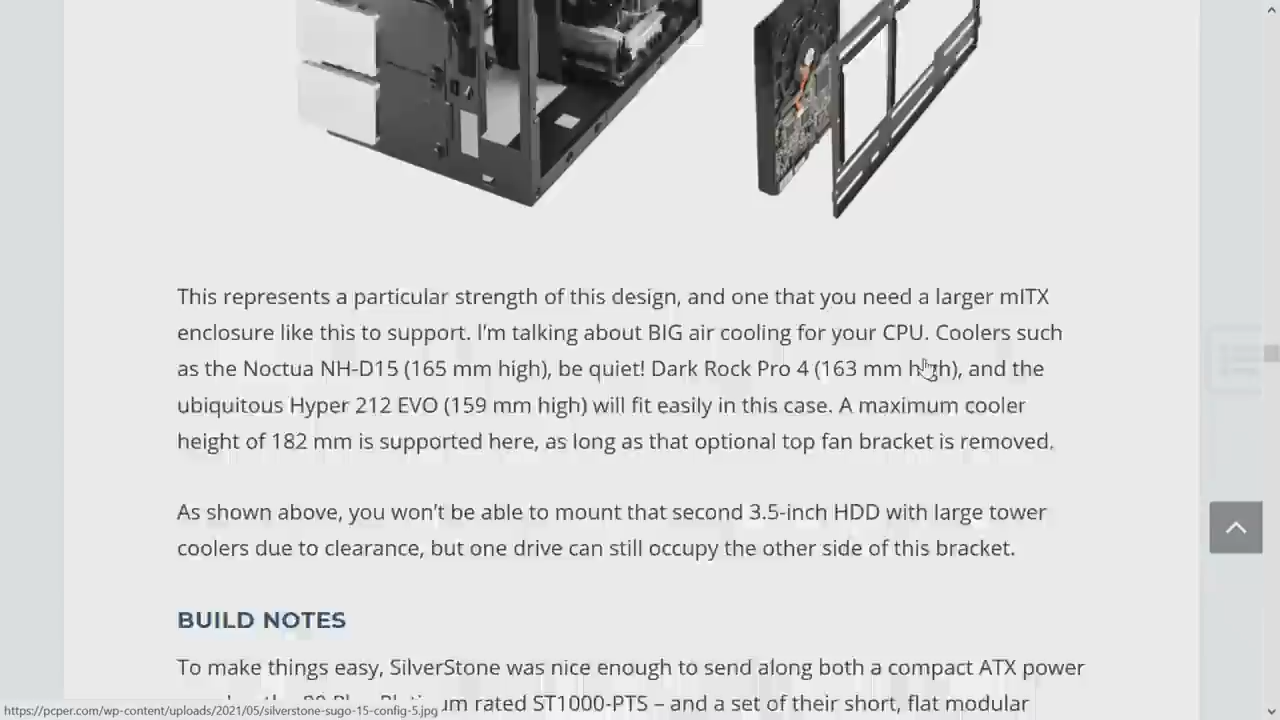 This represents a particular strength of this design, and one that you need a larger mITX
enclosure like this to support. I'm talking about BIG air cooling for your CPU. Coolers such
as the Noctua NH-D15 (165 mm high), be quiet! Dark Rock Pro 4 (163 mm high), and the
ubiquitous Hyper 212 EVO (159 mm high) will fit easily in this case. A maximum cooler
height of 182 mm is supported here, as long as that optional top fan bracket is removed.
As shown above, you won't be able to mount that second 3.5-inch HDD with large tower
coolers due to clearance, but one drive can still occupy the other side of this bracket.
BUILD NOTES
To make things easy, SilverStone was nice enough to send along both a compact ATX power
rated ST1000-PTS – and a set of their short, flat modular
https://pcper.com/wp-content/uploads/2021/05/silverstone-sugo-15-config-5.jpg